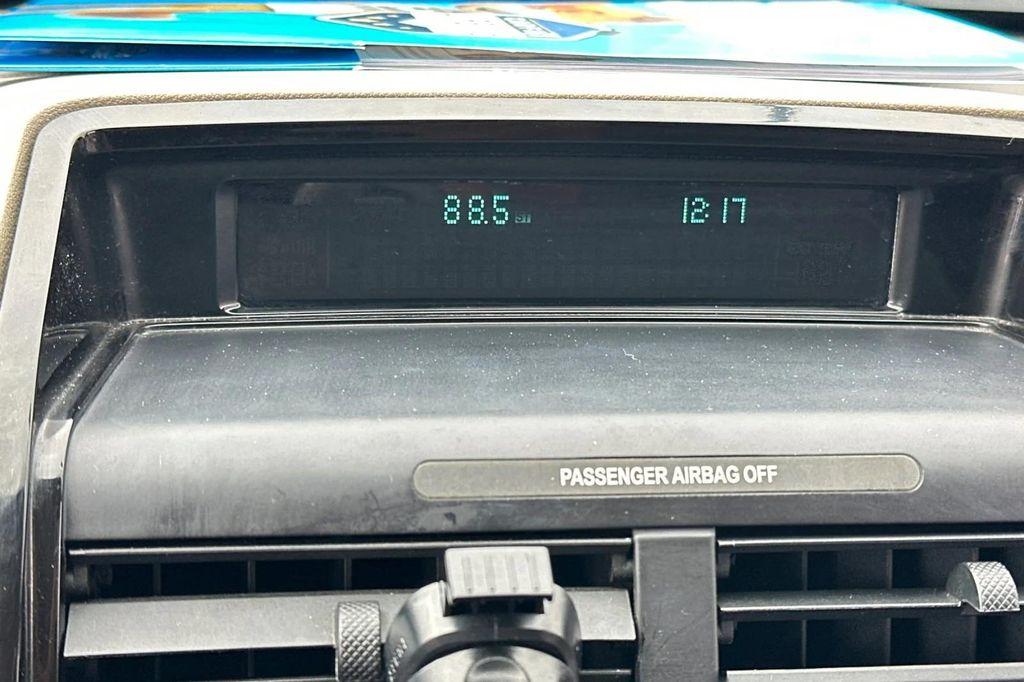 88.5 ST 12:17
PASSENGER AIRBAG OFF